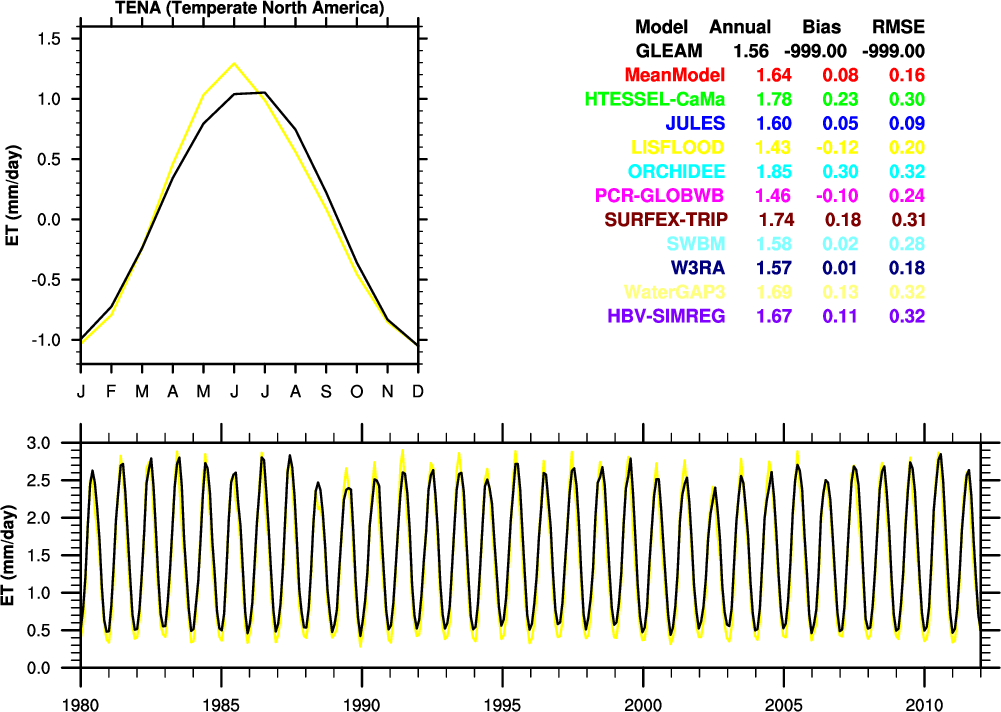 TENA (Temperate North America)
1.5
1.0
0.5
0.0
-0.5
-1.0
ET (mm/day)
J F M A M J J A S O N D
Model Annual Bias RMSE
GLEAM 1.56 -999.00 -999.00
MeanModel 1.64 0.08 0.16
HTESSEL-CaMa 1.78 0.23 0.30
JULES 1.60 0.05 0.09
LISFLOOD 1.43 -0.12 0.20
ORCHIDEE 1.85 0.30 0.32
PCR-GLOBWB 1.46 -0.10 0.24
SURFEX-TRIP 1.74 0.18 0.31
SWBM 1.58 0.02 0.28
W3RA 1.57 0.01 0.18
WaterGAP3 1.69 0.13 0.32
HBV-SIMREG 1.67 0.11 0.32
3.0
2.5
2.0
1.5
1.0
0.5
0.0
ET (mm/day)
1980 1985 1990 1995 2000 2005 2010